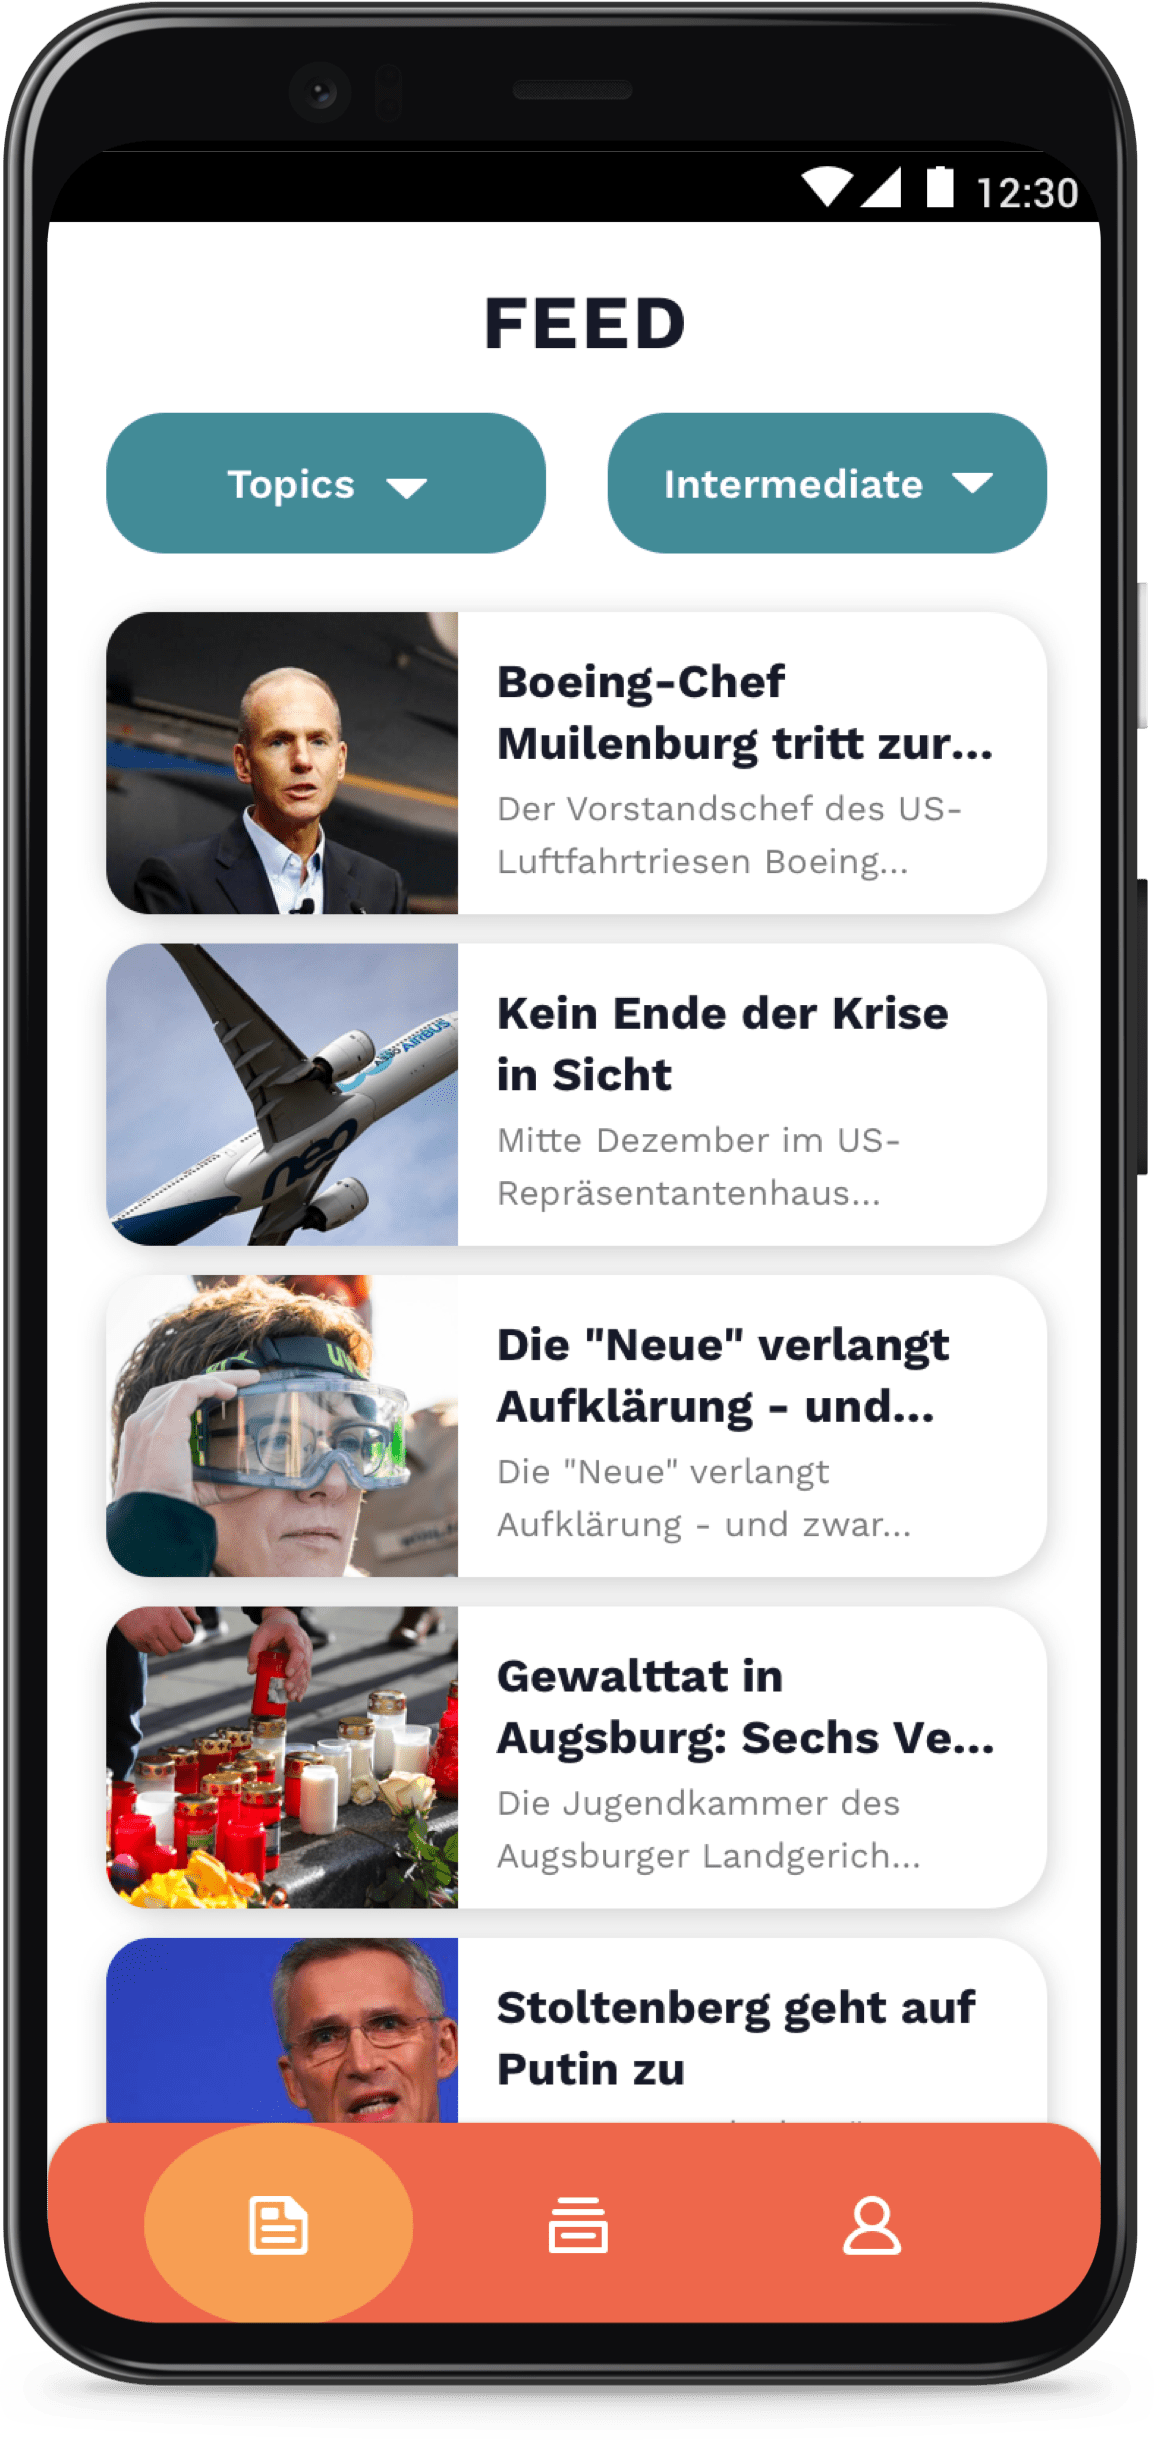 12:30
FEED
Topics
Intermediate
Boeing-Chef
Muilenburg tritt zur...
Der Vorstandschef des US-
Luftfahrtriesen Boeing...
Kein Ende der Krise
in Sicht
Mitte Dezember im US-
Repräsentantenhaus...
AIRBUS
neo
Die "Neue" verlangt
Aufklärung - und...
Die "Neue" verlangt
Aufklärung - und zwar...
Gewalttat in
Augsburg: Sechs Ve...
Die Jugendkammer des
Augsburger Landgerich...
Stoltenberg geht auf
Putin zu